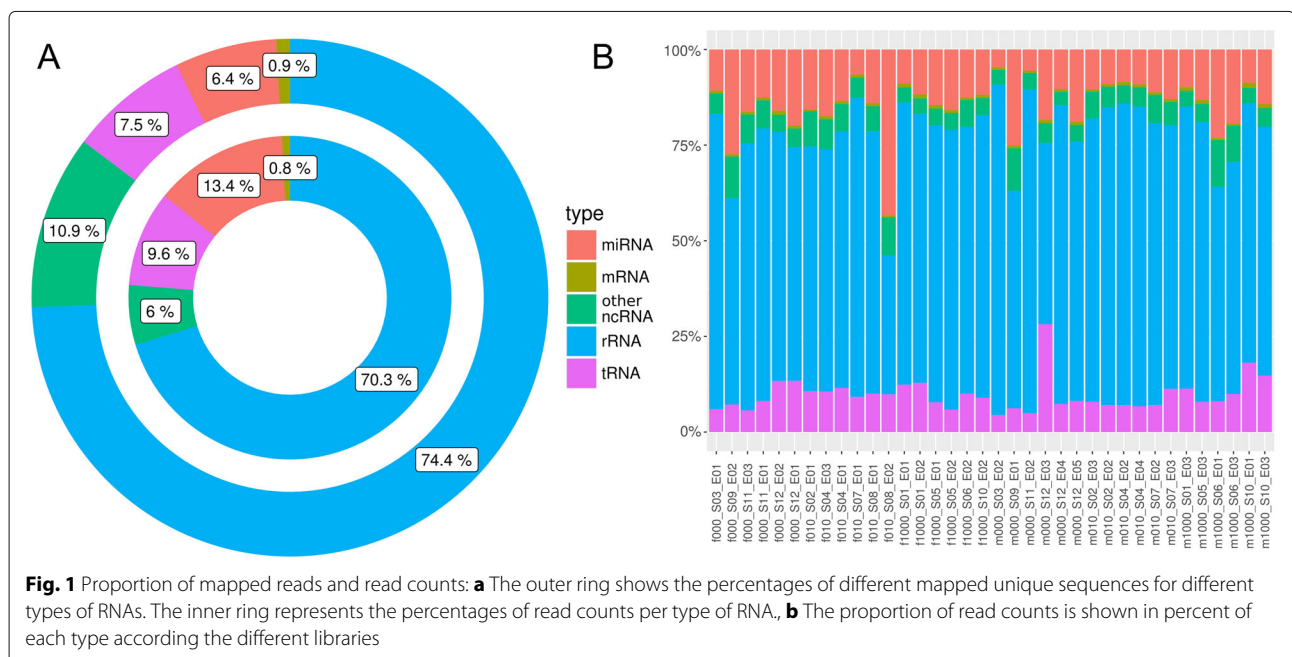 A
0.9 %
6.4 %
7.5 %
10.9 %
74.4 %
0.8 %
13.4 %
9.6 %
6 %
70.3 %
type
miRNA
mRNA
other
ncRNA
rRNA
tRNA
B
100%
75%
50%
25%
0%
f000_S03_E01
f000_S09_E02
f000_S11_E03
f000_S11_E01
f000_S12_E02
f000_S12_E01
f010_S02_E01
f010_S04_E03
f010_S04_E01
f010_S07_E01
f010_S08_E01
f010_S08_E02
f1000_S01_E01
f1000_S01_E02
f1000_S05_E01
f1000_S05_E02
f1000_S06_E02
f1000_S10_E02
m000_S03_E02
m000_S09_E01
m000_S11_E02
m000_S12_E03
m000_S12_E04
m000_S12_E05
m010_S02_E03
m010_S02_E02
m010_S04_E02
m010_S04_E04
m010_S07_E02
m010_S07_E03
m1000_S01_E03
m1000_S05_E03
m1000_S06_E01
m1000_S06_E03
m1000_S10_E01
m1000_S10_E03
Fig. 1 Proportion of mapped reads and read counts: a The outer ring shows the percentages of different mapped unique sequences for different
types of RNAs. The inner ring represents the percentages of read counts per type of RNA., b The proportion of read counts is shown in percent of
each type according the different libraries